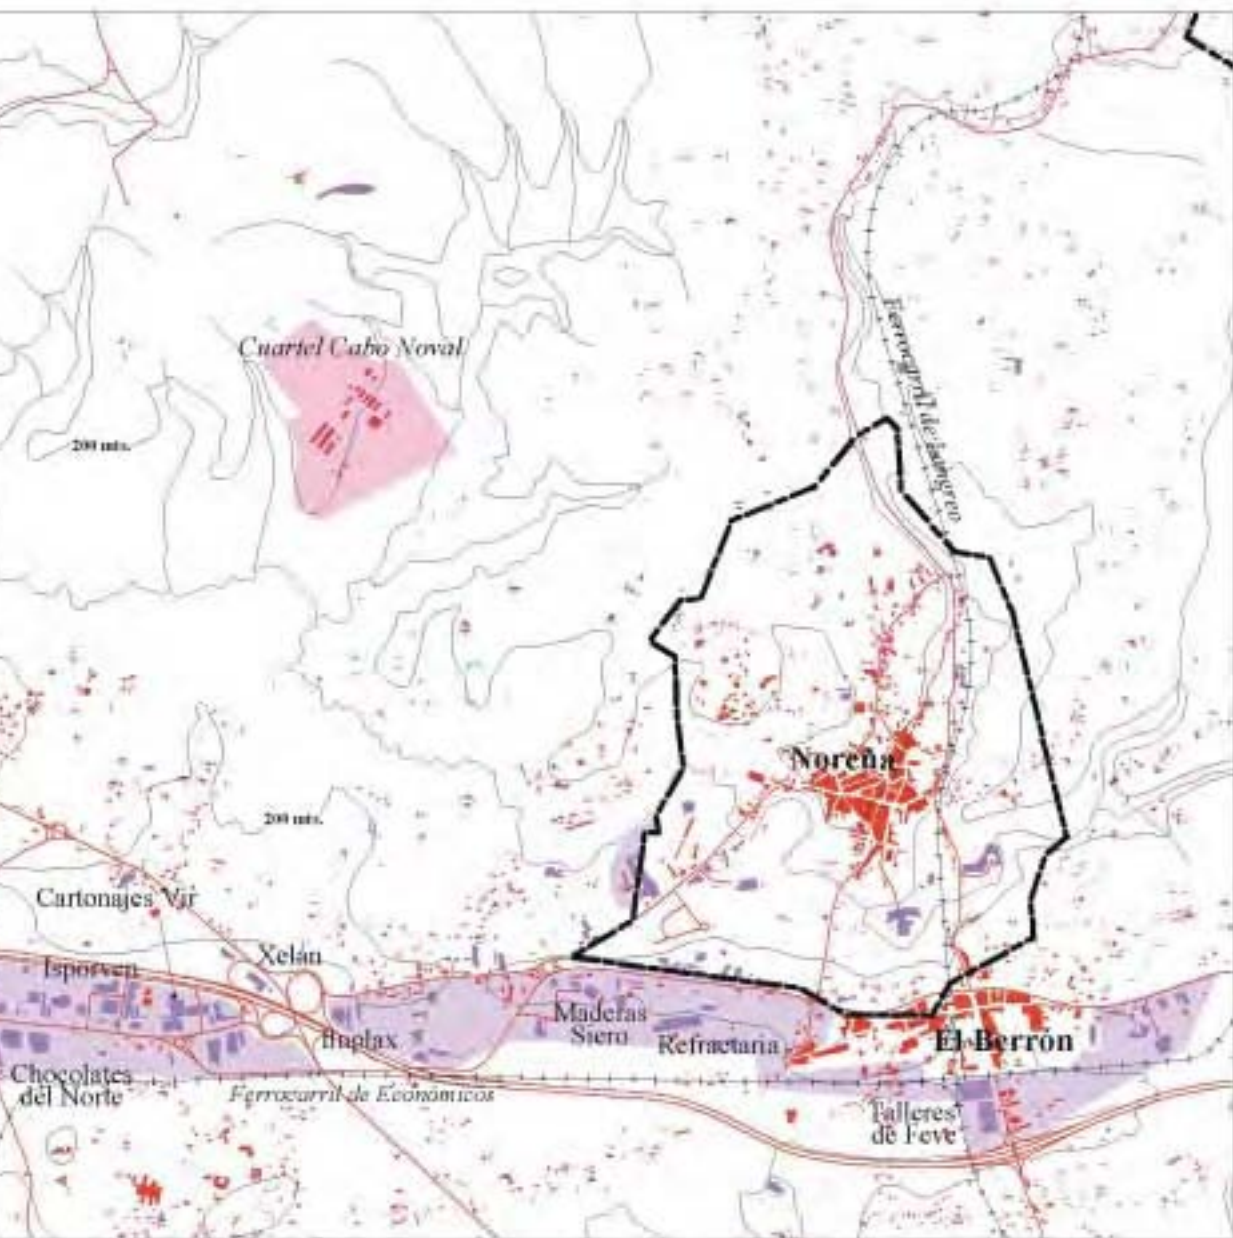 Cuartel Cabo Noval
Ferrocarril de Langreo
200 mts.
Noreña
200 mts.
Cartonajes Vir
Xelán
Isporven
Maderas
Siero
Implax
Refractaria
El Berrón
Chocolates
del Norte
Ferrocarril de Económicos
Talleres
de Feve